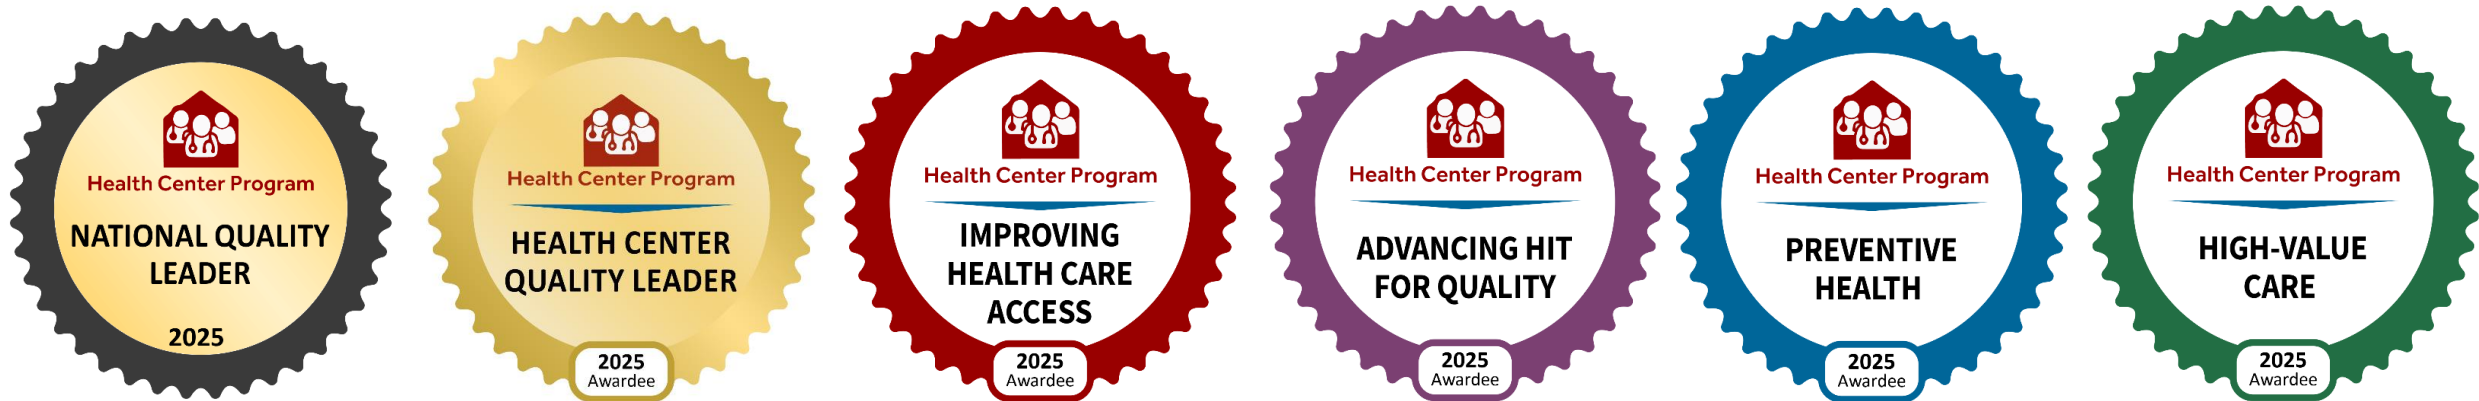 Health Center Program
NATIONAL QUALITY
LEADER
2025
Health Center Program
HEALTH CENTER
QUALITY LEADER
2025
Awardee
Health Center Program
IMPROVING
HEALTH CARE
ACCESS
2025
Awardee
Health Center Program
ADVANCING HIT
FOR QUALITY
2025
Awardee
Health Center Program
PREVENTIVE
HEALTH
2025
Awardee
Health Center Program
HIGH-VALUE
CARE
2025
Awardee